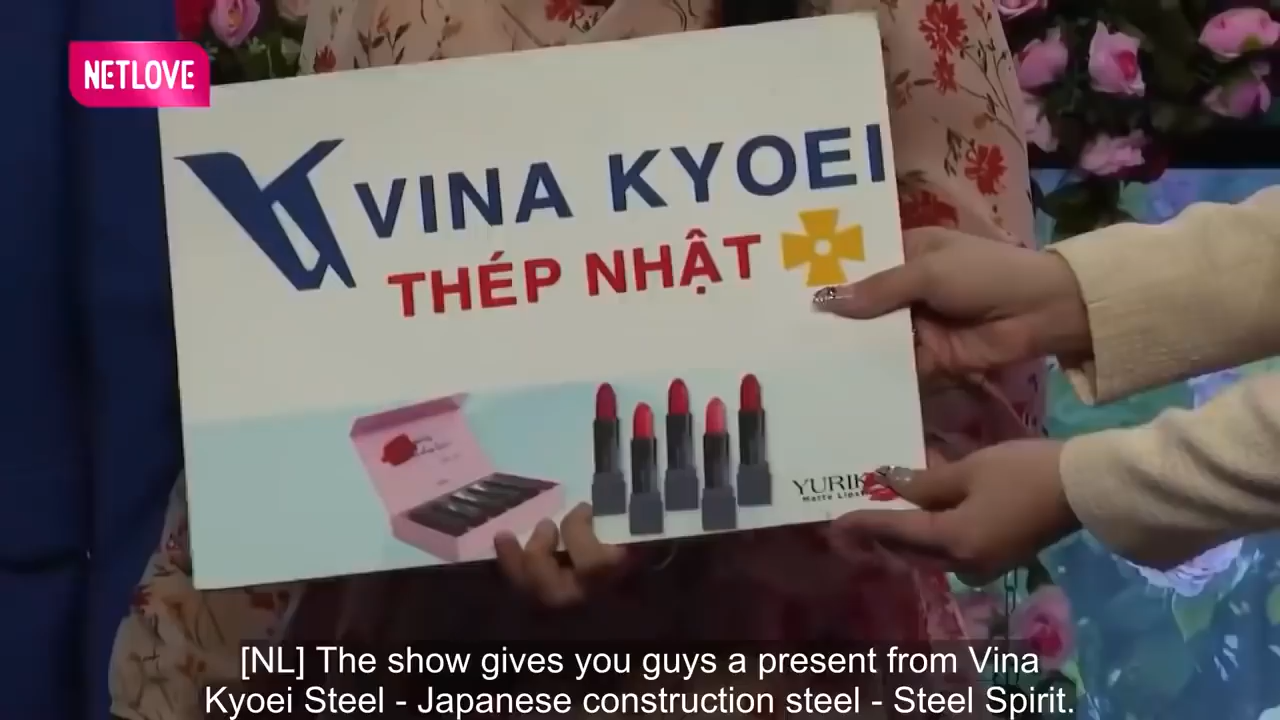 NETLOVE
VINA KYOEI
THÉP NHẬT
Matte
[NL] The show gives you guys a present from Vina
Kyoei Steel - Japanese construction steel - Steel Spirit.